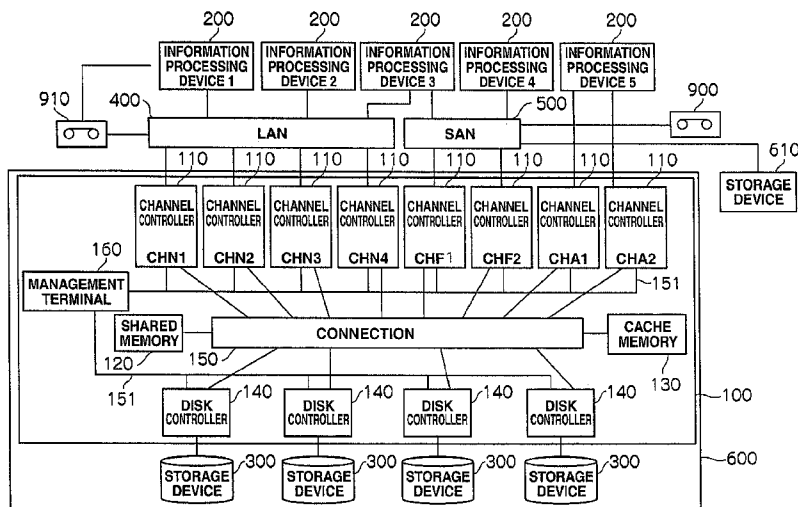 200 200 200 200 200
INFORMATION PROCESSING DEVICE 1
INFORMATION PROCESSING DEVICE 2
INFORMATION PROCESSING DEVICE 3
INFORMATION PROCESSING DEVICE 4
INFORMATION PROCESSING DEVICE 5
910 400 500 900
LAN
SAN
110 110 110 110 110 110 110 110
610
STORAGE DEVICE
CHANNEL CONTROLLER CHN1
CHANNEL CONTROLLER CHN2
CHANNEL CONTROLLER CHN3
CHANNEL CONTROLLER CHN4
CHANNEL CONTROLLER CHF1
CHANNEL CONTROLLER CHF2
CHANNEL CONTROLLER CHA1
CHANNEL CONTROLLER CHA2
160
MANAGEMENT TERMINAL
151
SHARED MEMORY
120
CONNECTION
150
CACHE MEMORY
130
151
140 140 140 140
100
DISK CONTROLLER
DISK CONTROLLER
DISK CONTROLLER
DISK CONTROLLER
300 300 300 300
600
STORAGE DEVICE
STORAGE DEVICE
STORAGE DEVICE
STORAGE DEVICE